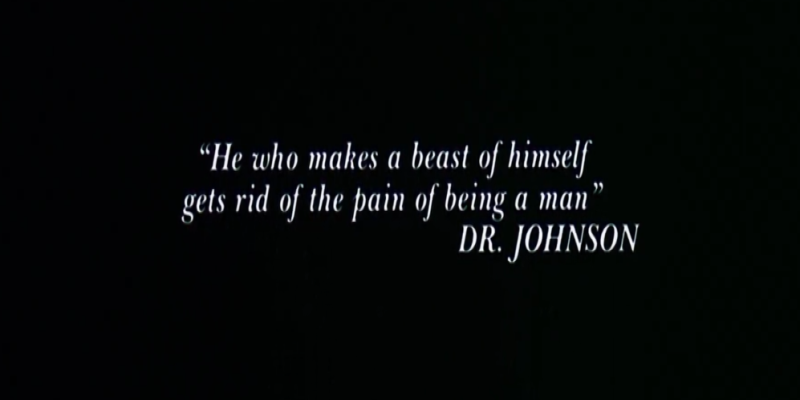 “He who makes a beast of himself
gets rid of the pain of being a man”
DR. JOHNSON